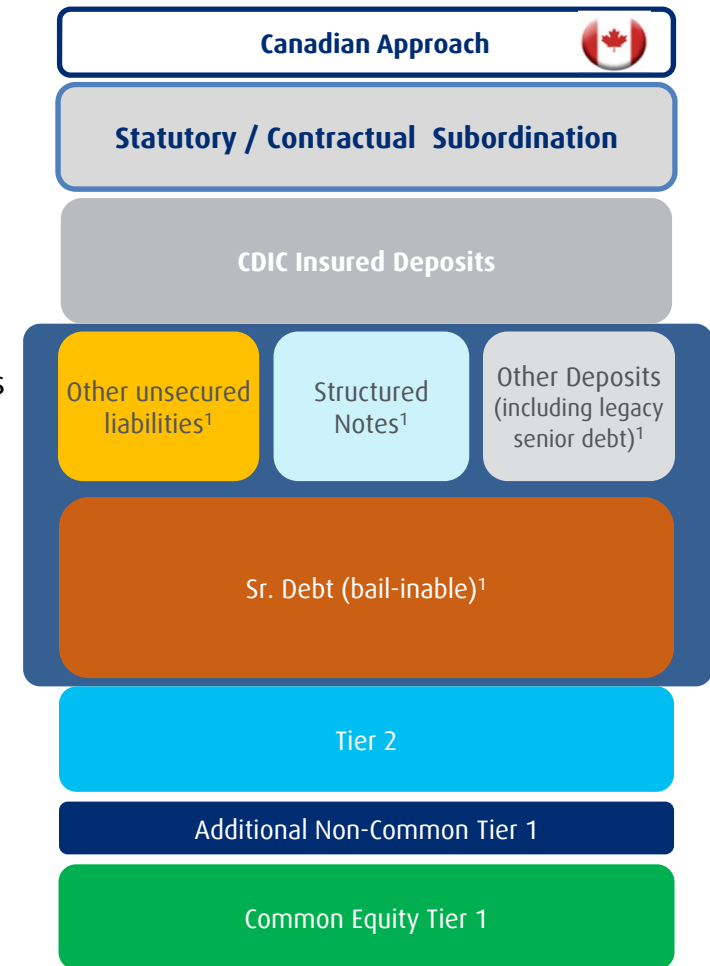 Canadian Approach
Statutory / Contractual Subordination
CDIC Insured Deposits
s
Other unsecured
liabilities¹
Structured
Notes¹
Other Deposits
(including legacy
senior debt)¹
Sr. Debt (bail-inable)¹
Tier 2
Additional Non-Common Tier 1
Common Equity Tier 1